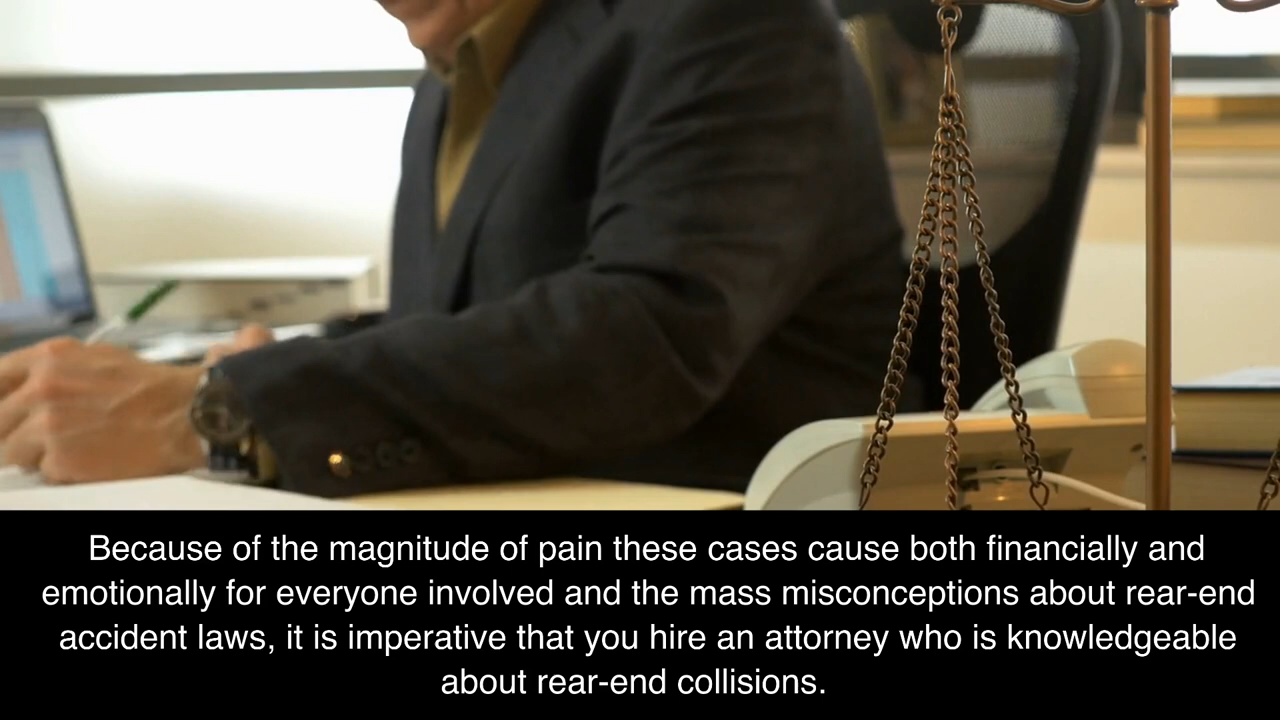 Because of the magnitude of pain these cases cause both financially and
emotionally for everyone involved and the mass misconceptions about rear-end
accident laws, it is imperative that you hire an attorney who is knowledgeable
about rear-end collisions.